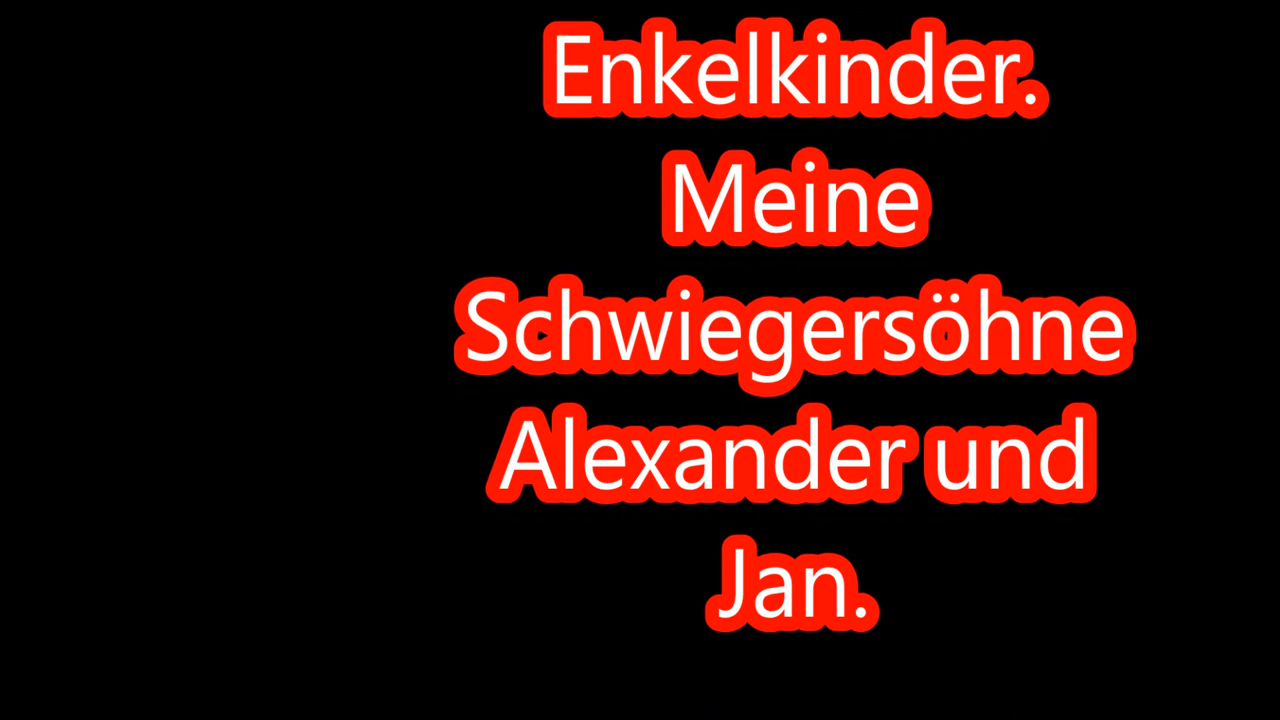 Enkelkinder.
Meine
Schwiegersöhne
Alexander und
Jan.